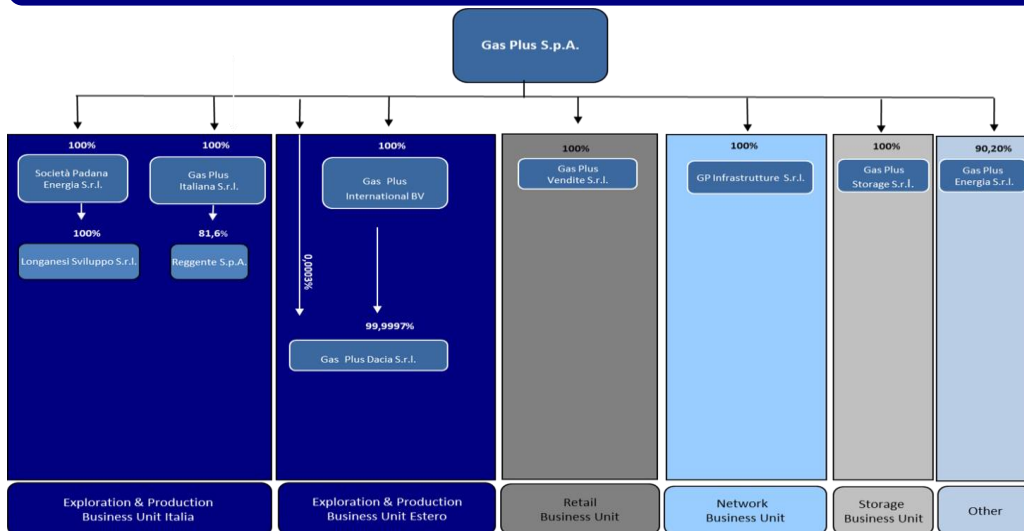 Gas Plus S.p.A.
100%
Società Padana
Energia S.r.l.
100%
Longanesi Sviluppo S.r.l.
100%
Gas Plus
Italiana S.r.l.
81,6%
Reggente S.p.A.
0,0003%
100%
Gas Plus
International BV
99,9997%
Gas Plus Dacia S.r.l.
100%
Gas Plus
Vendite S.r.l.
100%
GP Infrastrutture S.r.l.
100%
Gas Plus
Storage S.r.l.
90,20%
Gas Plus
Energia S.r.l.
Exploration & Production
Business Unit Italia
Exploration & Production
Business Unit Estero
Retail
Business Unit
Network
Business Unit
Storage
Business Unit
Other